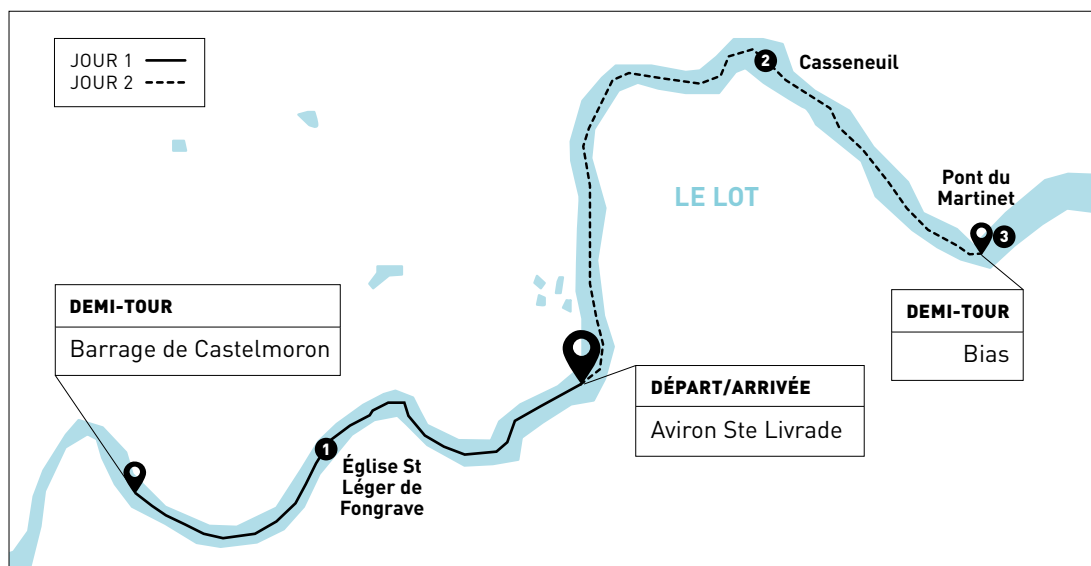 JOUR 1
JOUR 2
2
Casseneuil
LE LOT
Pont du
Martinet
3
DEMI-TOUR
Barrage de Castelmoron
DEMI-TOUR
Bias
DÉPART/ARRIVÉE
Aviron Ste Livrade
1
Église St
Léger de
Fongrave